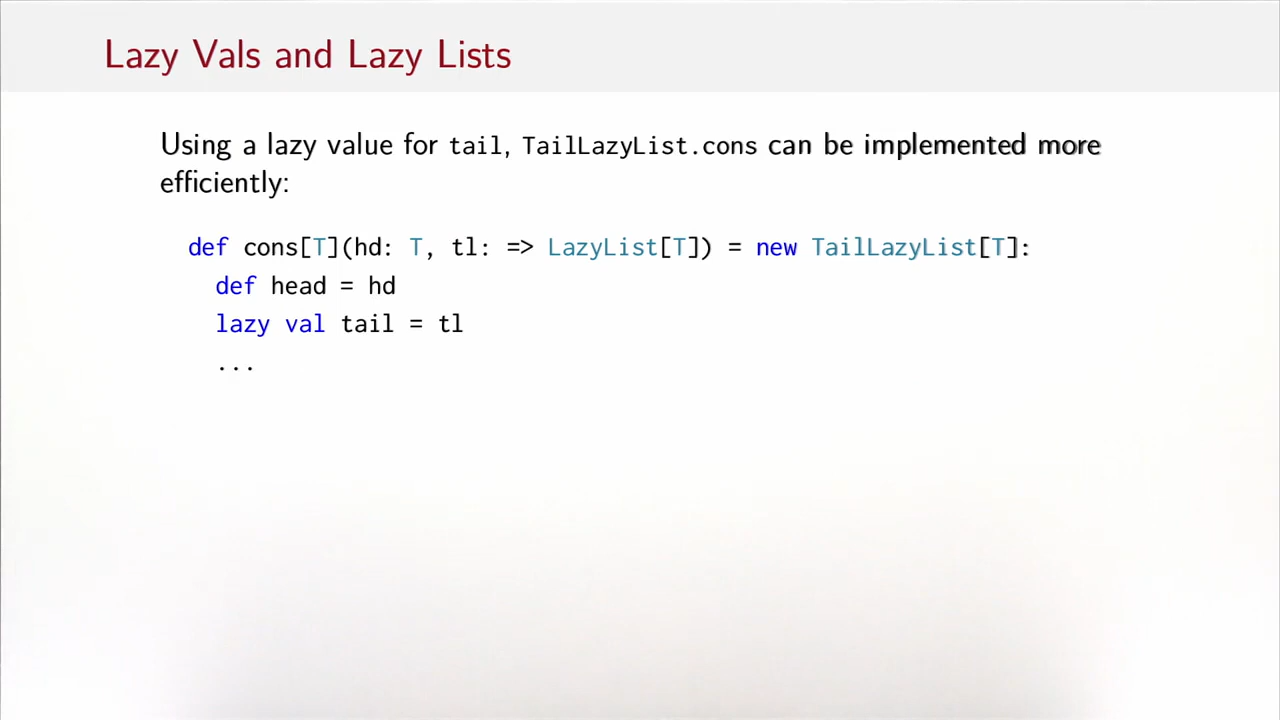 Lazy Vals and Lazy Lists
Using a lazy value for tail, TailLazyList.cons can be implemented more
efficiently:
def cons[T](hd: T, tl: => LazyList[T]) = new TailLazyList[T]:
  def head = hd
  lazy val tail = tl
  ...